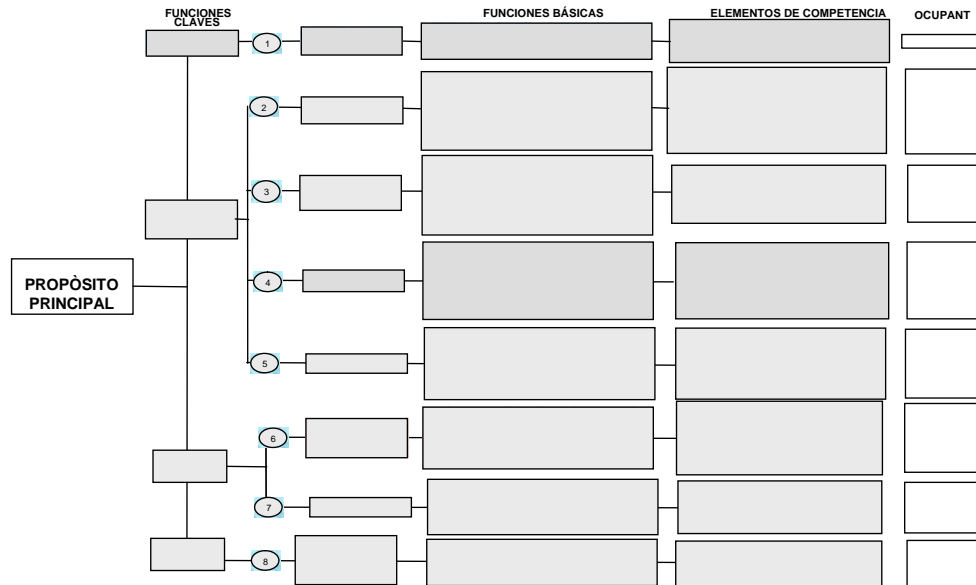 FUNCIONES
CLAVES
FUNCIONES BÁSICAS
ELEMENTOS DE COMPETENCIA
OCUPANT
1
2
3
4
PROPÒSITO
PRINCIPAL
5
6
7
8